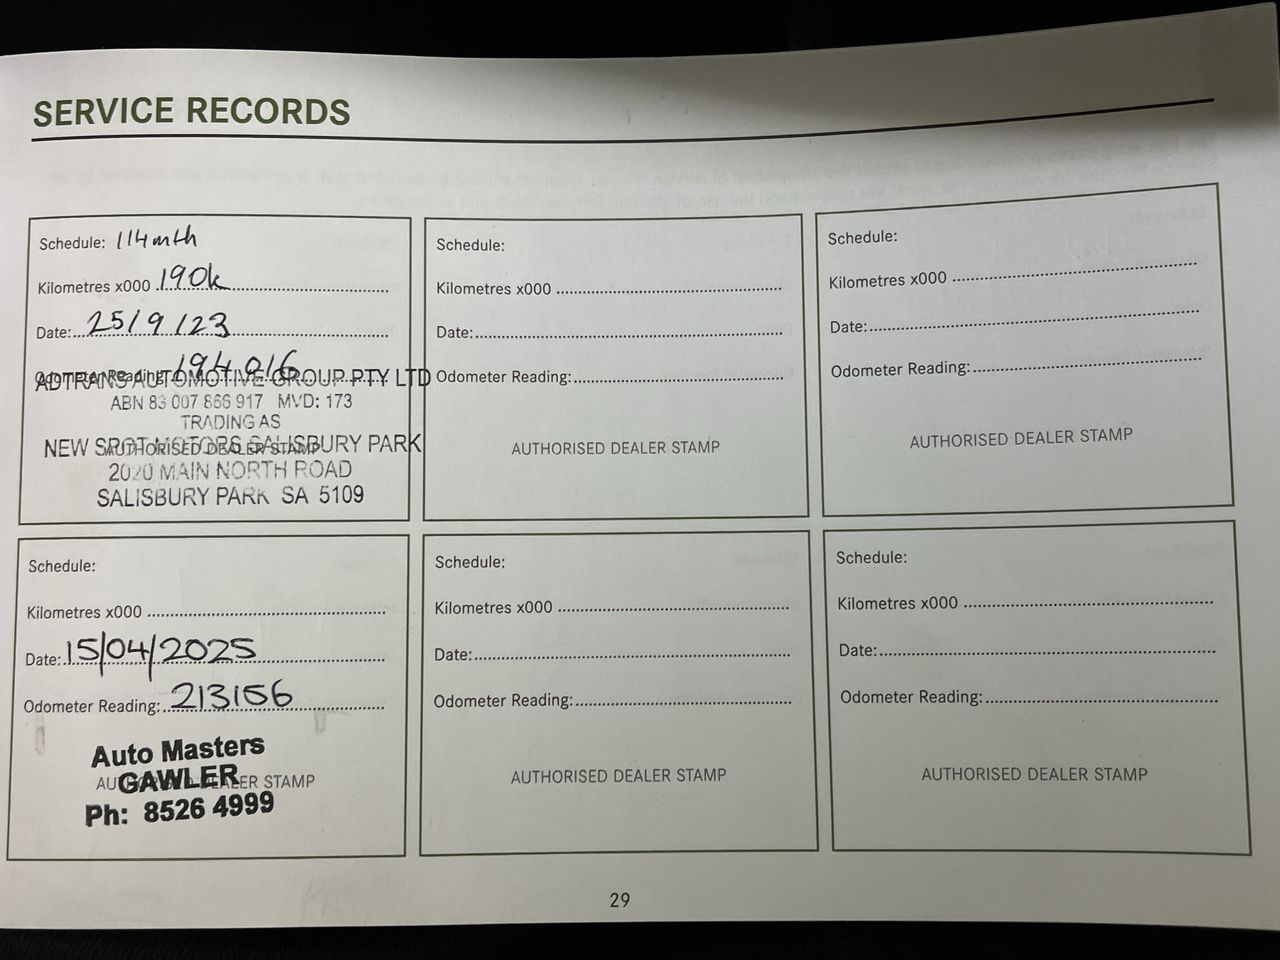 SERVICE RECORDS
Schedule: 114mth
Kilometres x000 190k
Date: 25/9/23
Odometer Reading: 194 016
ADTRANS AUTOMOTIVE GROUP PTY LTD
ABN 83 007 866 917 MVD: 173
TRADING AS
NEW SPOT MOTORS SALISBURY PARK
AUTHORISED DEALER STAMP
2020 MAIN NORTH ROAD
SALISBURY PARK SA 5109
Schedule:
Kilometres x000
Date:
Odometer Reading:
AUTHORISED DEALER STAMP
Schedule:
Kilometres x000
Date:
Odometer Reading:
AUTHORISED DEALER STAMP
Schedule:
Kilometres x000
Date: 15/04/2025
Odometer Reading: 213156
Auto Masters
GAWLER
AUTHORISED DEALER STAMP
Ph: 8526 4999
Schedule:
Kilometres x000
Date:
Odometer Reading:
AUTHORISED DEALER STAMP
Schedule:
Kilometres x000
Date:
Odometer Reading:
AUTHORISED DEALER STAMP
29